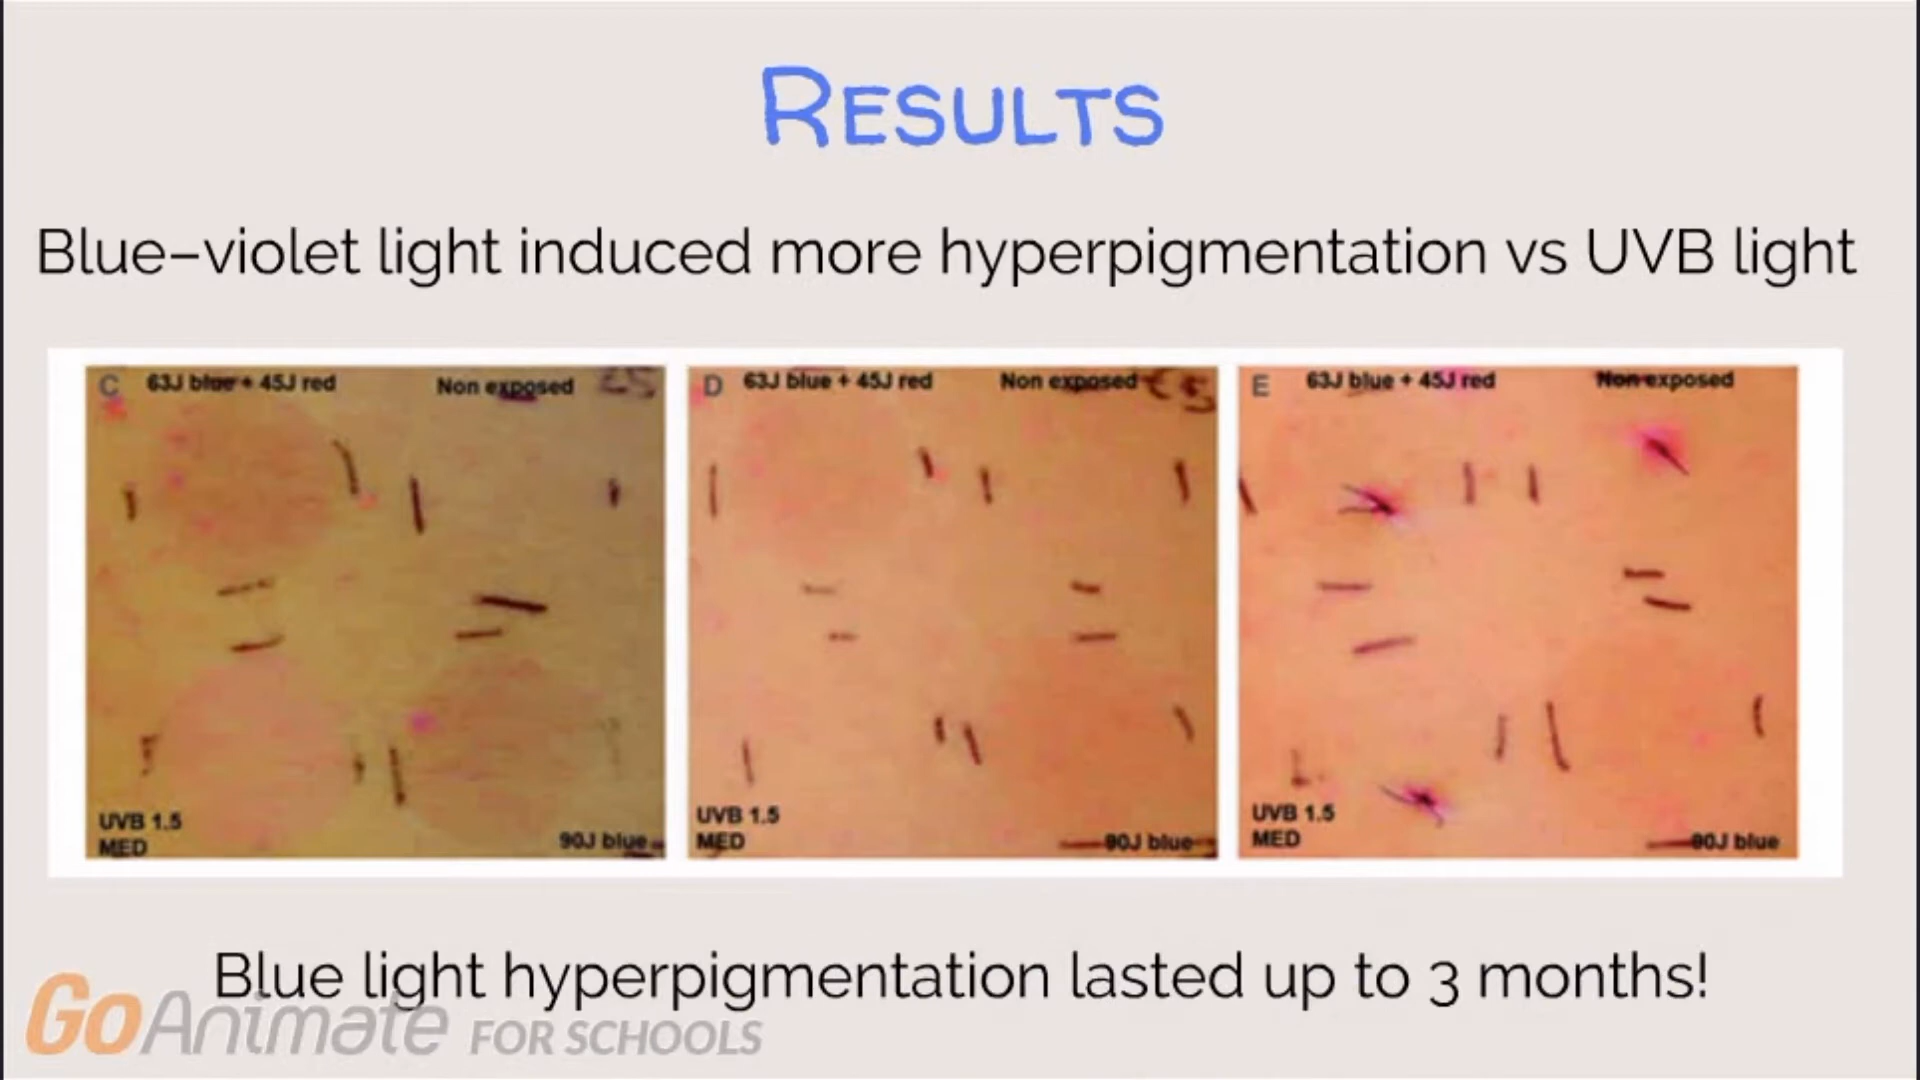 RESULTS
Blue–violet light induced more hyperpigmentation vs UVB light
C 63J blue + 45J red Non exposed
UVB 1.5
MED
90J blue
D 63J blue + 45J red Non exposed
UVB 1.5
MED
90J blue
E 63J blue + 45J red Non exposed
UVB 1.5
MED
90J blue
Blue light hyperpigmentation lasted up to 3 months!
GoAnimate FOR SCHOOLS